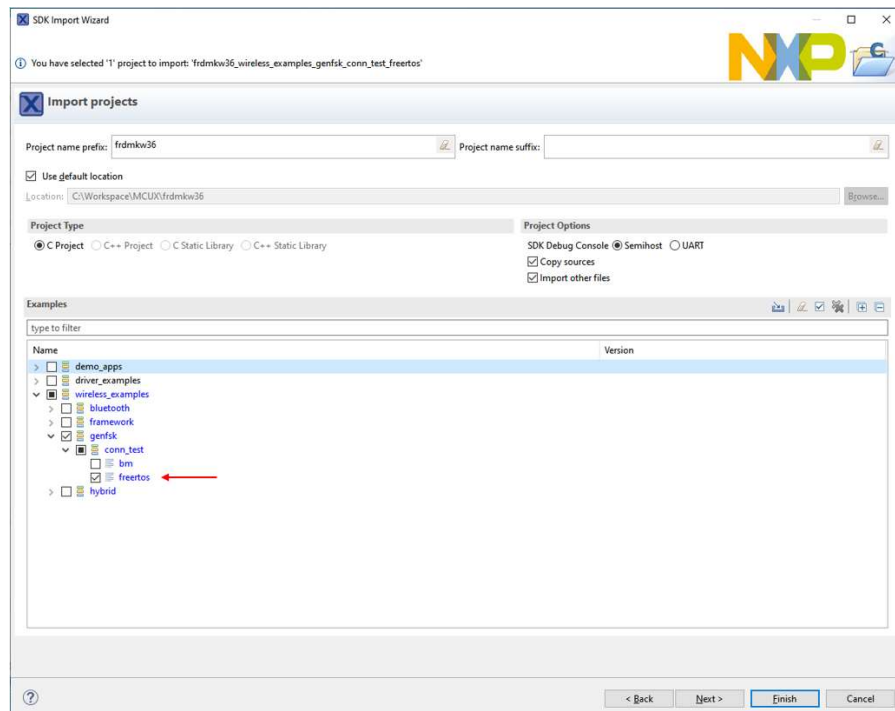 SDK Import Wizard
You have selected '1' project to import: 'frdmkw36_wireless_examples_genfsk_conn_test_freertos'
NXP
C
Import projects
Project name prefix: frdmkw36 Project name suffix:
Use default location
Location: C:\Workspace\MCUX\frdmkw36 Browse...
Project Type Project Options
C Project C++ Project C Static Library C++ Static Library SDK Debug Console Semihost UART
Copy sources
Import other files
Examples
type to filter
Name Version
demo_apps
driver_examples
wireless_examples
bluetooth
framework
genfsk
conn_test
bm
freertos
hybrid
? < Back Next > Finish Cancel